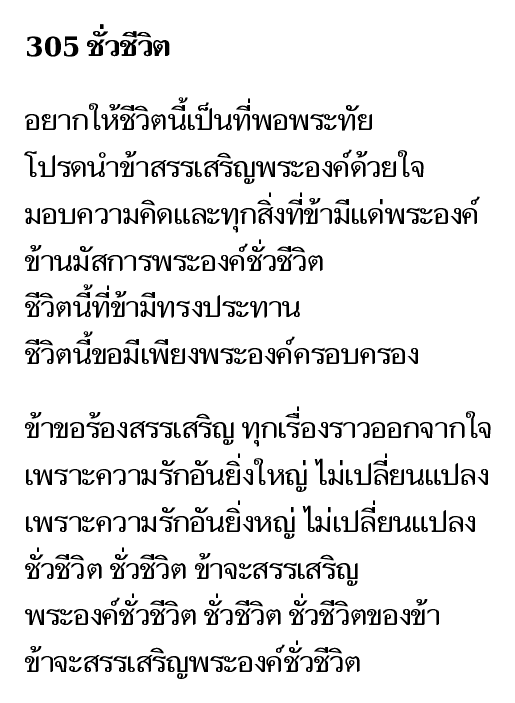 305 ชั่วชีวิต
อยากให้ชีวิตนี้เป็นที่พอพระทัย
โปรดนำข้าสรรเสริญพระองค์ด้วยใจ
มอบความคิดและทุกสิ่งที่ข้ามีแด่พระองค์
ข้านมัสการพระองค์ชั่วชีวิต
ชีวิตนี้ที่ข้ามีทรงประทาน
ชีวิตนี้ขอมีเพียงพระองค์ครอบครอง
ข้าขอร้องสรรเสริญ ทุกเรื่องราวออกจากใจ
เพราะความรักอันยิ่งใหญ่ ไม่เปลี่ยนแปลง
เพราะความรักอันยิ่งหญ่ ไม่เปลี่ยนแปลง
ชั่วชีวิต ชั่วชีวิต ข้าจะสรรเสริญ
พระองค์ชั่วชีวิต ชั่วชีวิต ชั่วชีวิตของข้า
ข้าจะสรรเสริญพระองค์ชั่วชีวิต